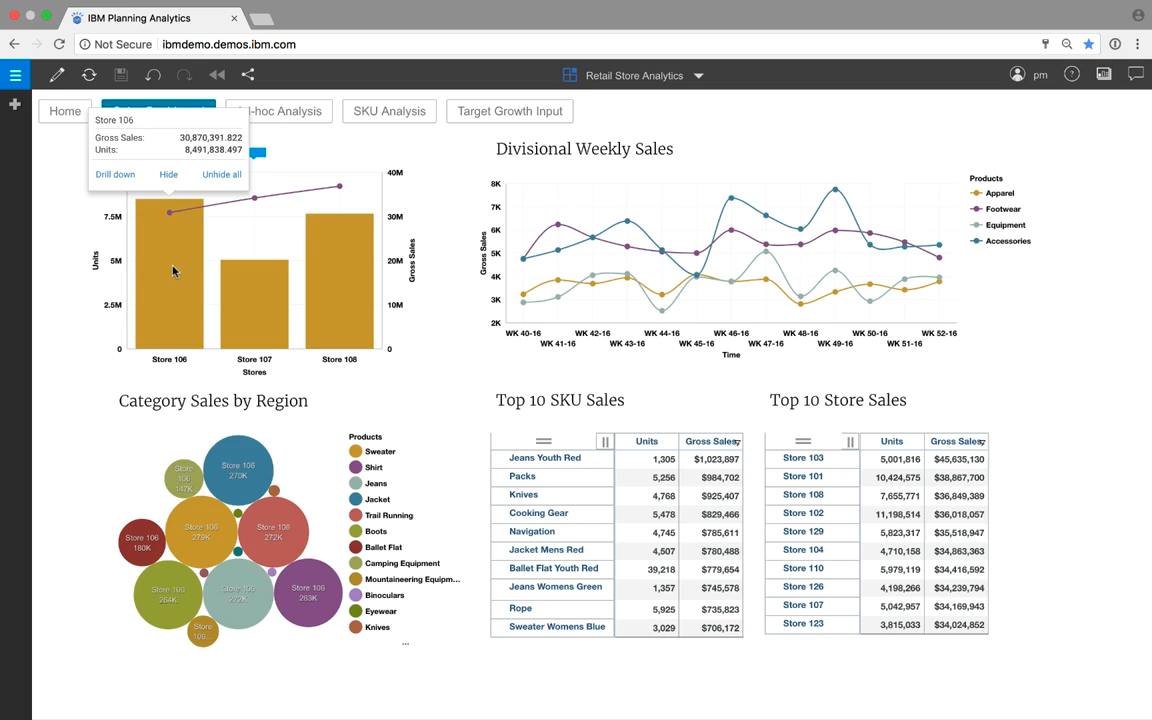 IBM Planning Analytics
Not Secure ibmdemo.demos.ibm.com
Retail Store Analytics
pm
Home
Ad-hoc Analysis
SKU Analysis
Target Growth Input
Store 106
Gross Sales: 30,870,391.822
Units: 8,491,838.497
Drill down Hide Unhide all
7.5M
5M
2.5M
0
Units
40M
30M
20M
10M
0
Gross Sales
Store 106 Store 107 Store 108
Stores
Divisional Weekly Sales
8K
7K
6K
5K
4K
3K
2K
Gross Sales
WK 40-16 WK 42-16 WK 44-16 WK 46-16 WK 48-16 WK 50-16 WK 52-16
WK 41-16 WK 43-16 WK 45-16 WK 47-16 WK 49-16 WK 51-16
Time
Products
Apparel
Footwear
Equipment
Accessories
Category Sales by Region
Store 106 270K
Store 106 147K
Store 106 279K
Store 106 272K
Store 106 180K
Store 106 264K
Store 106
Store 106 263K
Store 106...
Products
Sweater
Shirt
Jeans
Jacket
Trail Running
Boots
Ballet Flat
Camping Equipment
Mountaineering Equipm...
Binoculars
Eyewear
Knives
...
Top 10 SKU Sales
Units Gross Sales
Jeans Youth Red 1,305 $1,023,897
Packs 5,256 $984,702
Knives 4,768 $925,407
Cooking Gear 5,478 $829,466
Navigation 4,745 $785,611
Jacket Mens Red 4,507 $780,488
Ballet Flat Youth Red 39,218 $779,654
Jeans Womens Green 1,357 $745,578
Rope 5,925 $735,823
Sweater Womens Blue 3,029 $706,172
Top 10 Store Sales
Units Gross Sales
Store 103 5,001,816 $45,635,130
Store 101 10,424,575 $38,867,700
Store 108 7,655,771 $36,849,389
Store 102 11,198,514 $36,018,057
Store 129 5,823,317 $35,518,947
Store 104 4,710,158 $34,863,363
Store 110 5,979,119 $34,416,592
Store 126 4,198,266 $34,239,794
Store 107 5,042,957 $34,169,943
Store 123 3,815,033 $34,024,852